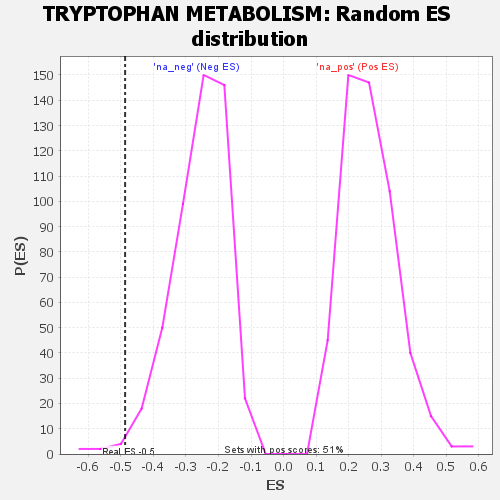 TRYPTOPHAN METABOLISM: Random ES
distribution
'na_neg' (Neg ES)
'na_pos' (Pos ES)
150
140
130
120
110
100
90
80
70
60
50
40
30
20
10
0
P(ES)
Real ES -0.5
Sets with pos scores: 51%
-0.6 -0.5 -0.4 -0.3 -0.2 -0.1 0.0 0.1 0.2 0.3 0.4 0.5 0.6
ES